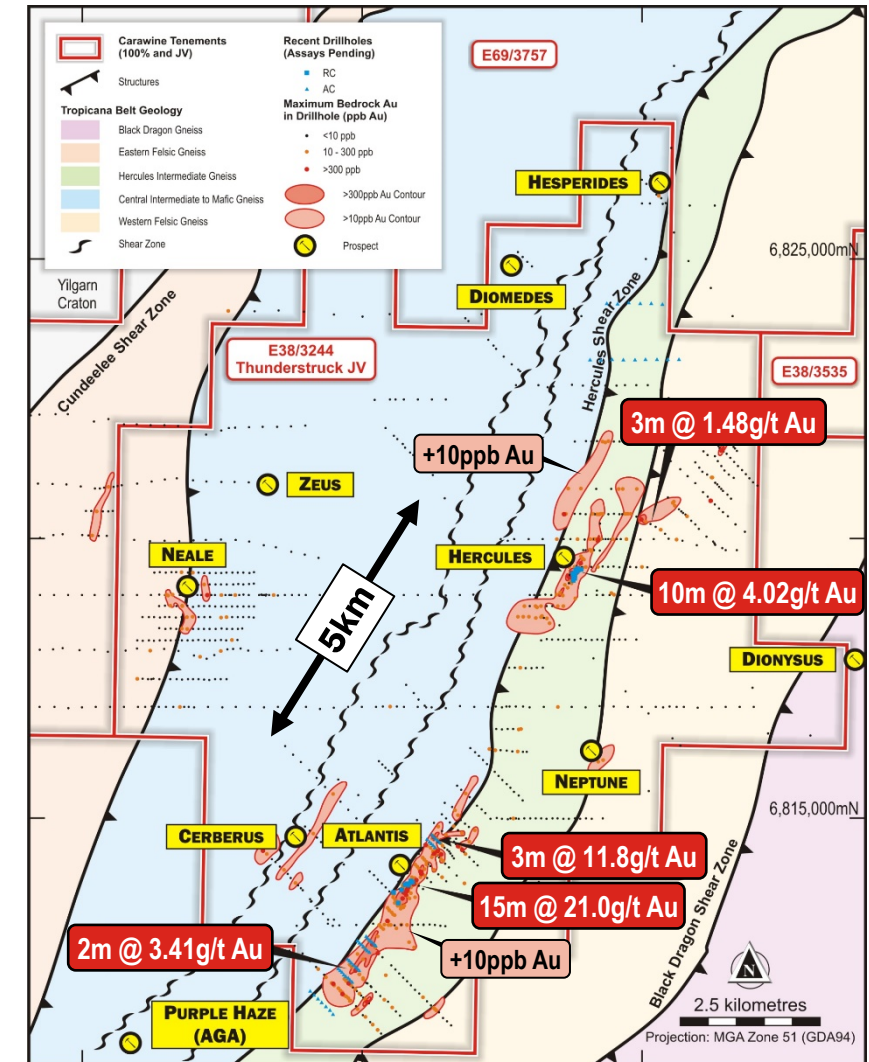 Carawine Tenements
(100% and JV)
Structures
Tropicana Belt Geology
Black Dragon Gneiss
Eastern Felsic Gneiss
Hercules Intermediate Gneiss
Central Intermediate to Mafic Gneiss
Western Felsic Gneiss
Shear Zone
Recent Drillholes
(Assays Pending)
RC
AC
Maximum Bedrock Au
in Drillhole (ppb Au)
<10 ppb
10 - 300 ppb
>300 ppb
>300ppb Au Contour
>10ppb Au Contour
Prospect
E69/3757
HESPERIDES
6,825,000mN
DIOMEDES
Yilgarn
Craton
Cundeelee Shear Zone
Hercules Shear Zone
E38/3244
Thunderstruck JV
E38/3535
3m @ 1.48g/t Au
+10ppb Au
ZEUS
NEALE
HERCULES
10m @ 4.02g/t Au
5km
DIONYSUS
NEPTUNE
6,815,000mN
CERBERUS
ATLANTIS
3m @ 11.8g/t Au
15m @ 21.0g/t Au
Black Dragon Shear Zone
2m @ 3.41g/t Au
+10ppb Au
N
PURPLE HAZE
(AGA)
2.5 kilometres
Projection: MGA Zone 51 (GDA94)